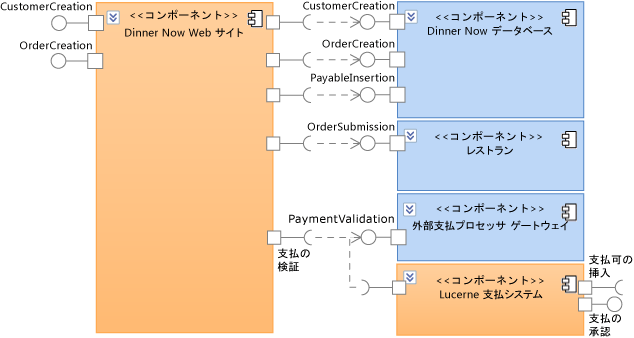 CustomerCreation
OrderCreation
<<コンポーネント>>
Dinner Now Web サイト
CustomerCreation
OrderCreation
PayableInsertion
OrderSubmission
PaymentValidation
支払の
検証
<<コンポーネント>>
Dinner Now データベース
<<コンポーネント>>
レストラン
<<コンポーネント>>
外部支払プロセッサ ゲートウェイ
<<コンポーネント>>
Lucerne 支払システム
支払可の
挿入
支払の
承認